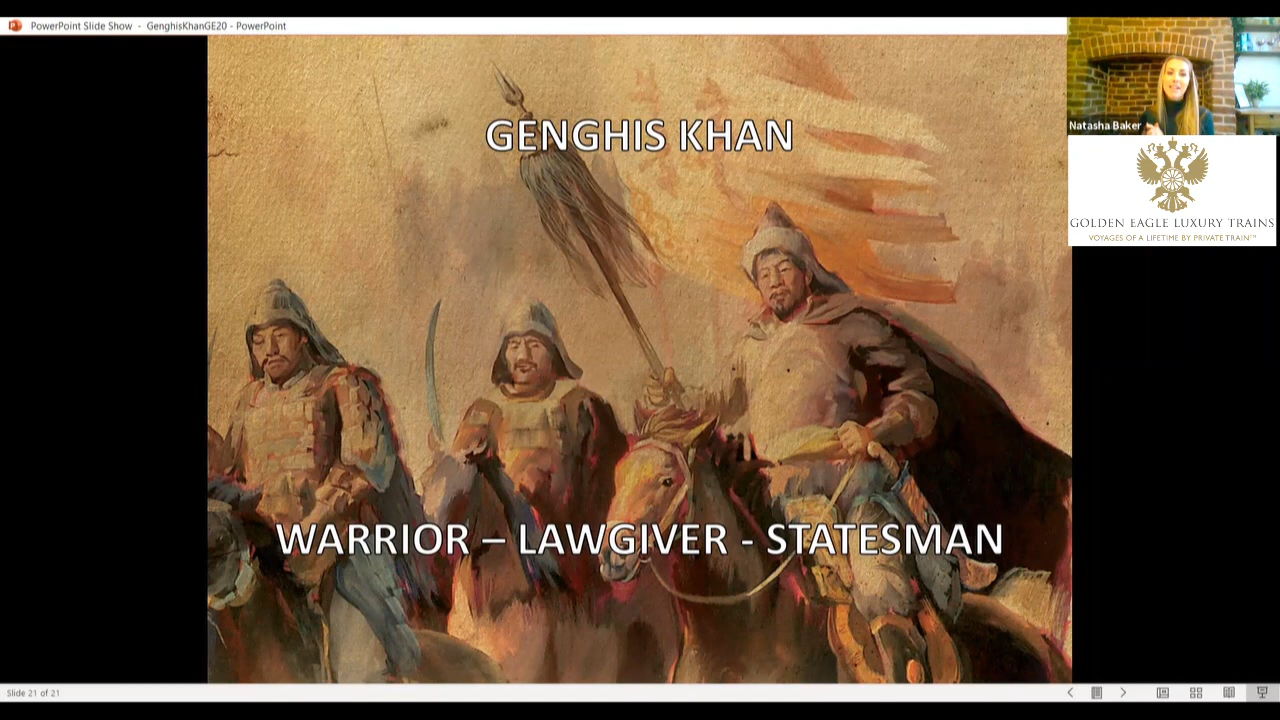 PowerPoint Slide Show - GenghisKhanGE20 - PowerPoint
GENGHIS KHAN
WARRIOR – LAWGIVER - STATESMAN
Natasha Baker
GOLDEN EAGLE LUXURY TRAINS
VOYAGES OF A LIFETIME BY PRIVATE TRAIN™
Slide 21 of 21